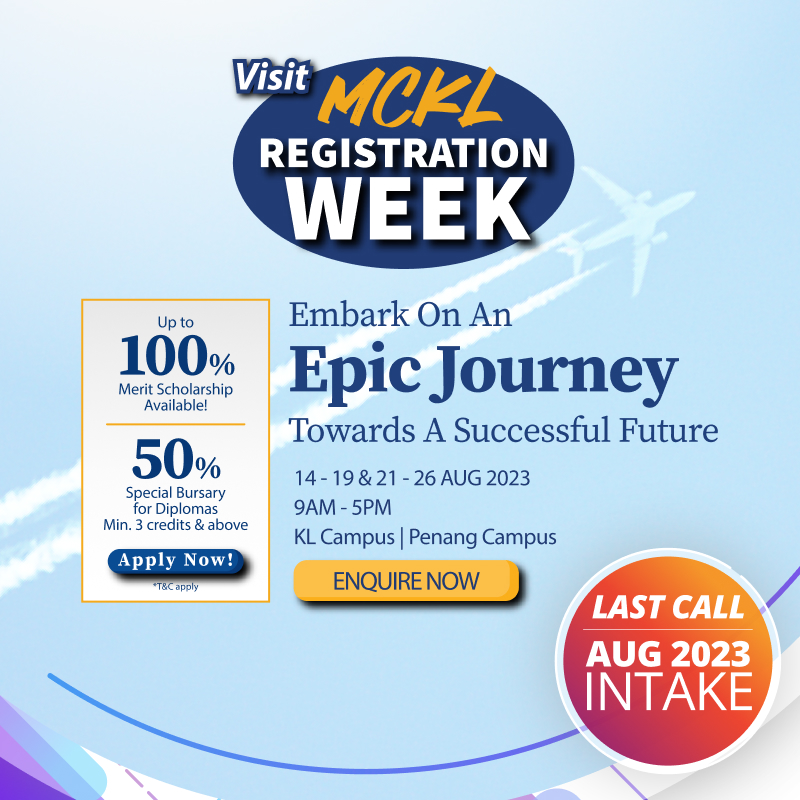 Visit
MCKL
REGISTRATION
WEEK
Up to
100%
Merit Scholarship
Available!
50%
Special Bursary
for Diplomas
Min. 3 credits & above
Apply Now!
*T&C apply
Embark On An
Epic Journey
Towards A Successful Future
14 - 19 & 21 - 26 AUG 2023
9AM - 5PM
KL Campus | Penang Campus
ENQUIRE NOW
LAST CALL
AUG 2023
INTAKE